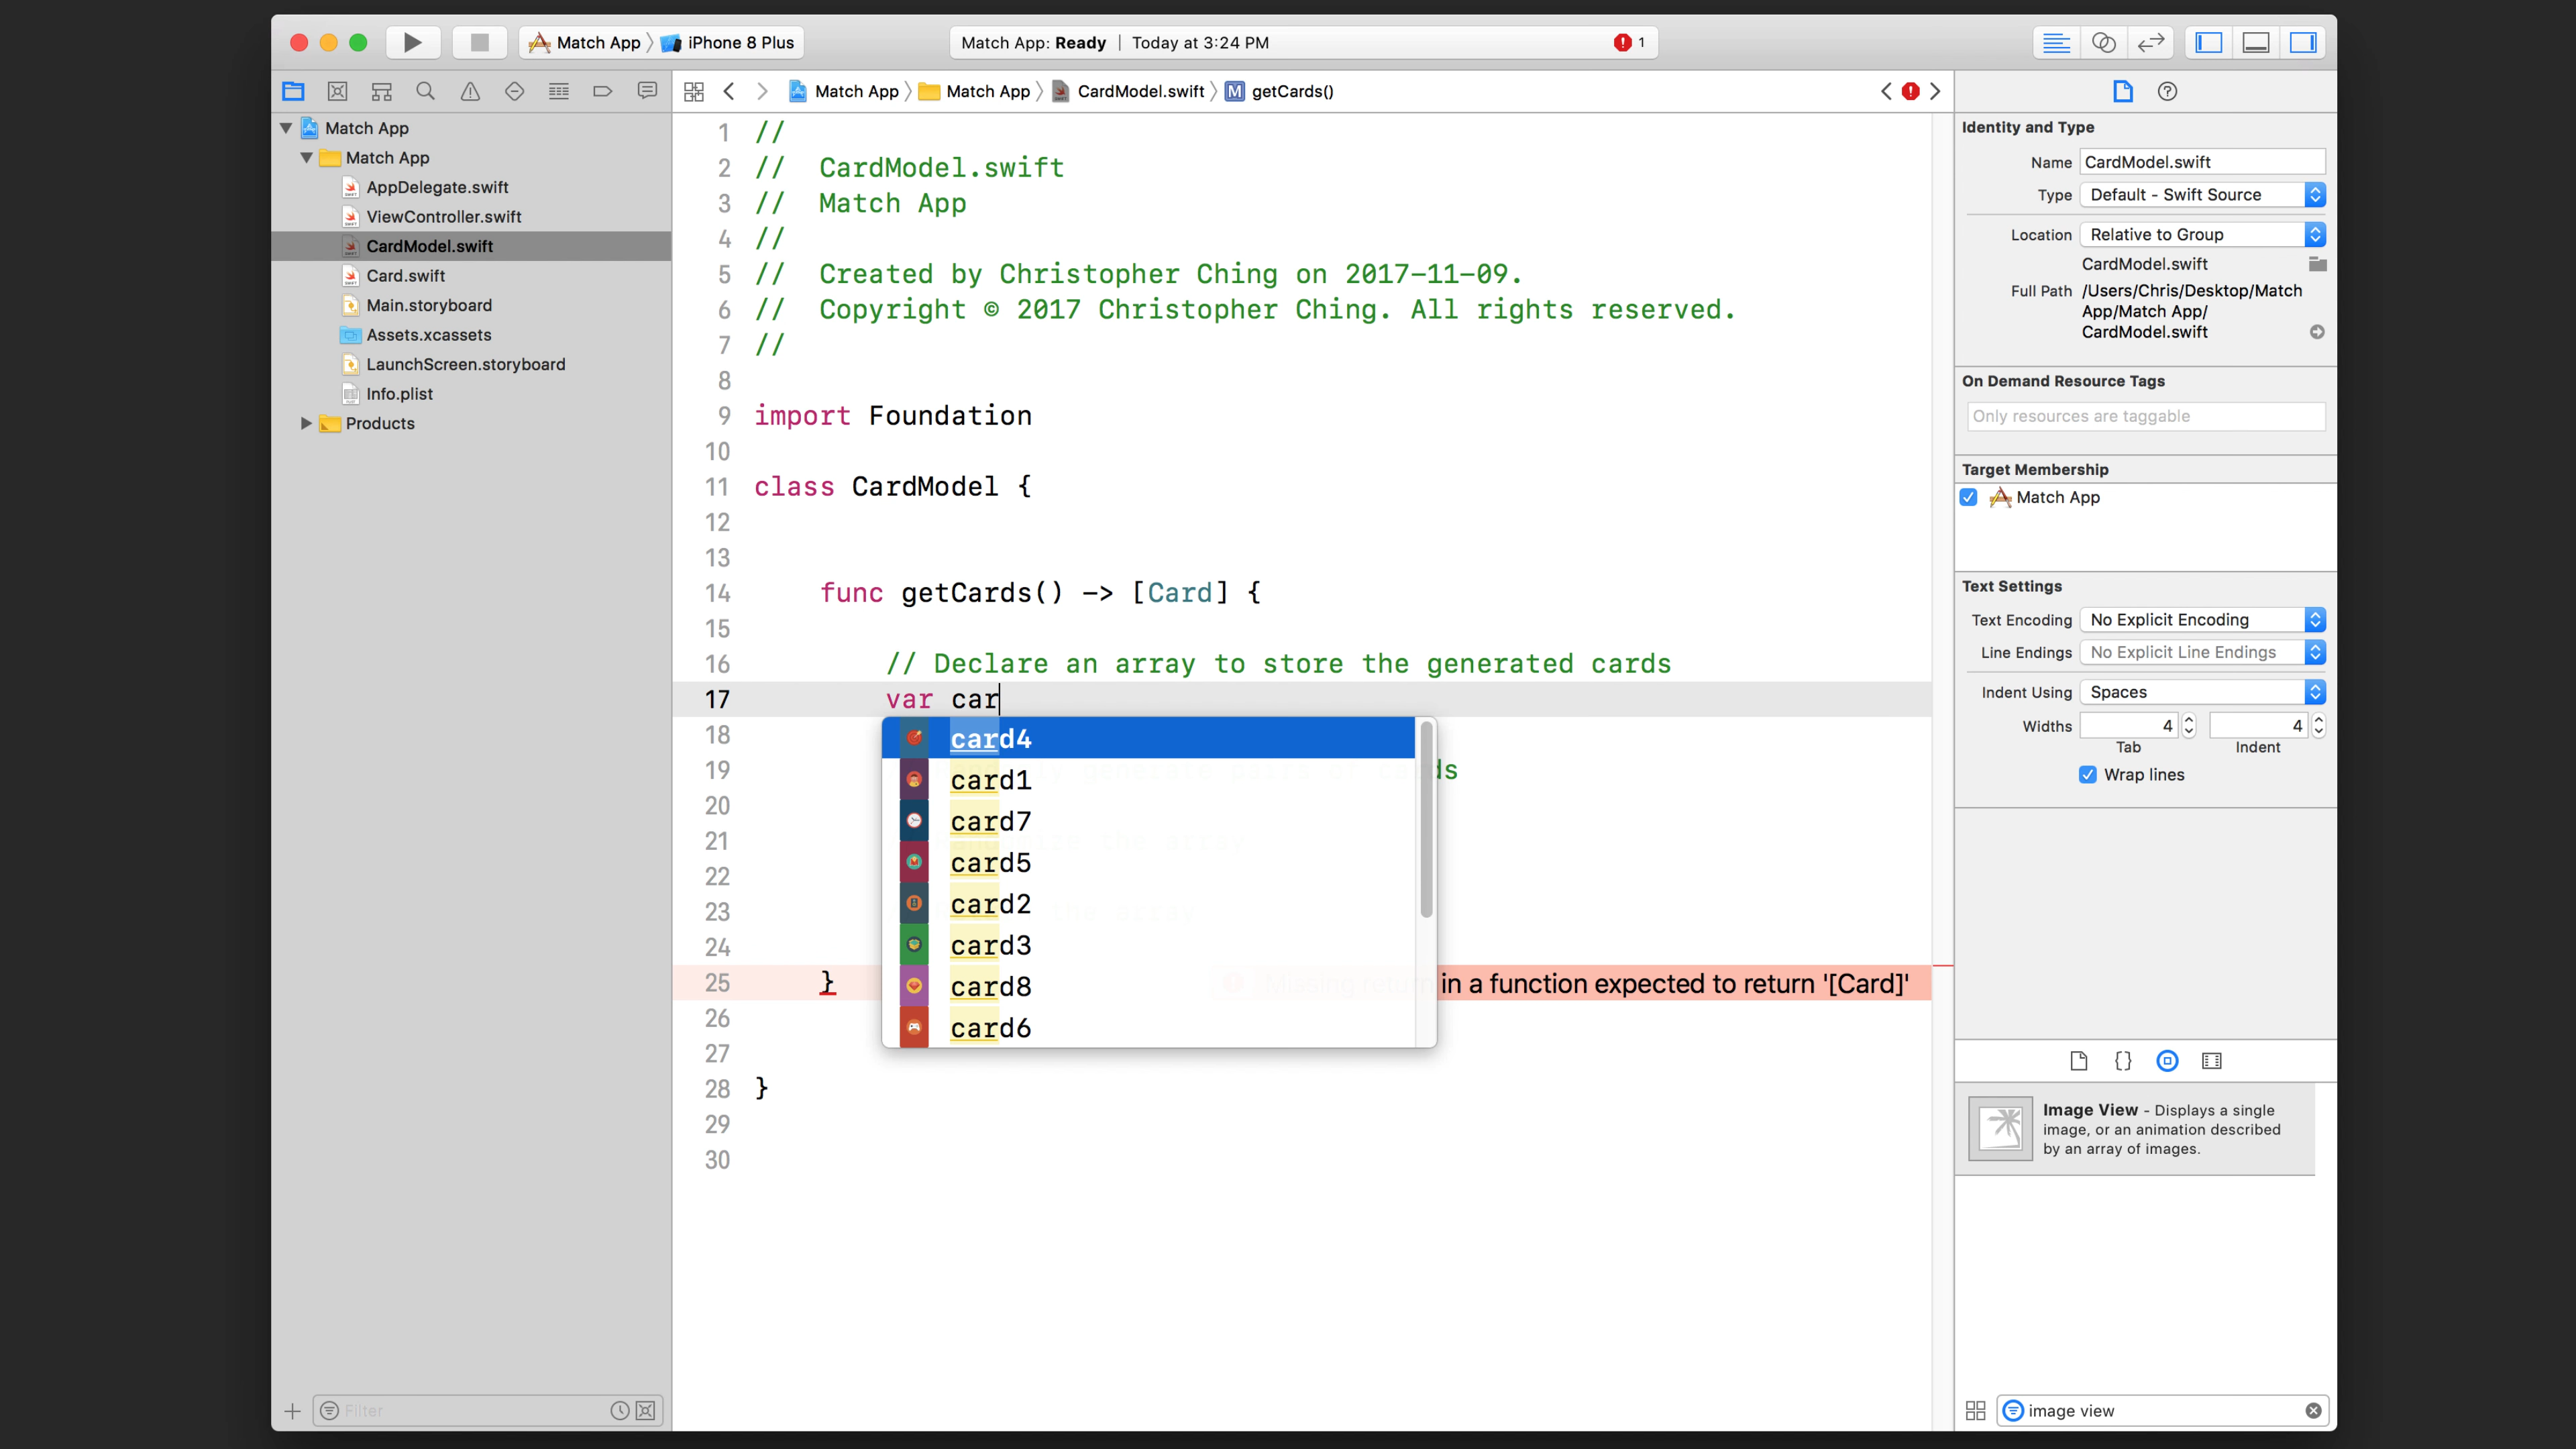 Match App
iPhone 8 Plus
Match App: Ready | Today at 3:24 PM
1
Match App
Match App
CardModel.swift
M getCards()
Match App
Match App
AppDelegate.swift
ViewController.swift
CardModel.swift
Card.swift
Main.storyboard
Assets.xcassets
LaunchScreen.storyboard
Info.plist
Products
Filter
1 //
2 // CardModel.swift
3 // Match App
4 //
5 // Created by Christopher Ching on 2017-11-09.
6 // Copyright © 2017 Christopher Ching. All rights reserved.
7 //
8
9 import Foundation
10
11 class CardModel {
12
13
14 func getCards() -> [Card] {
15
16 // Declare an array to store the generated cards
17 var car
18
19
20
21
22
23
24
25 } in a function expected to return '[Card]'
26
27
28 }
29
30
card4
card1
card7
card5
card2
card3
card8
card6
Identity and Type
Name CardModel.swift
Type Default - Swift Source
Location Relative to Group
CardModel.swift
Full Path /Users/Chris/Desktop/Match
App/Match App/
CardModel.swift
On Demand Resource Tags
Only resources are taggable
Target Membership
Match App
Text Settings
Text Encoding No Explicit Encoding
Line Endings No Explicit Line Endings
Indent Using Spaces
Widths 4 4
Tab Indent
Wrap lines
{}
Image View - Displays a single
image, or an animation described
by an array of images.
image view